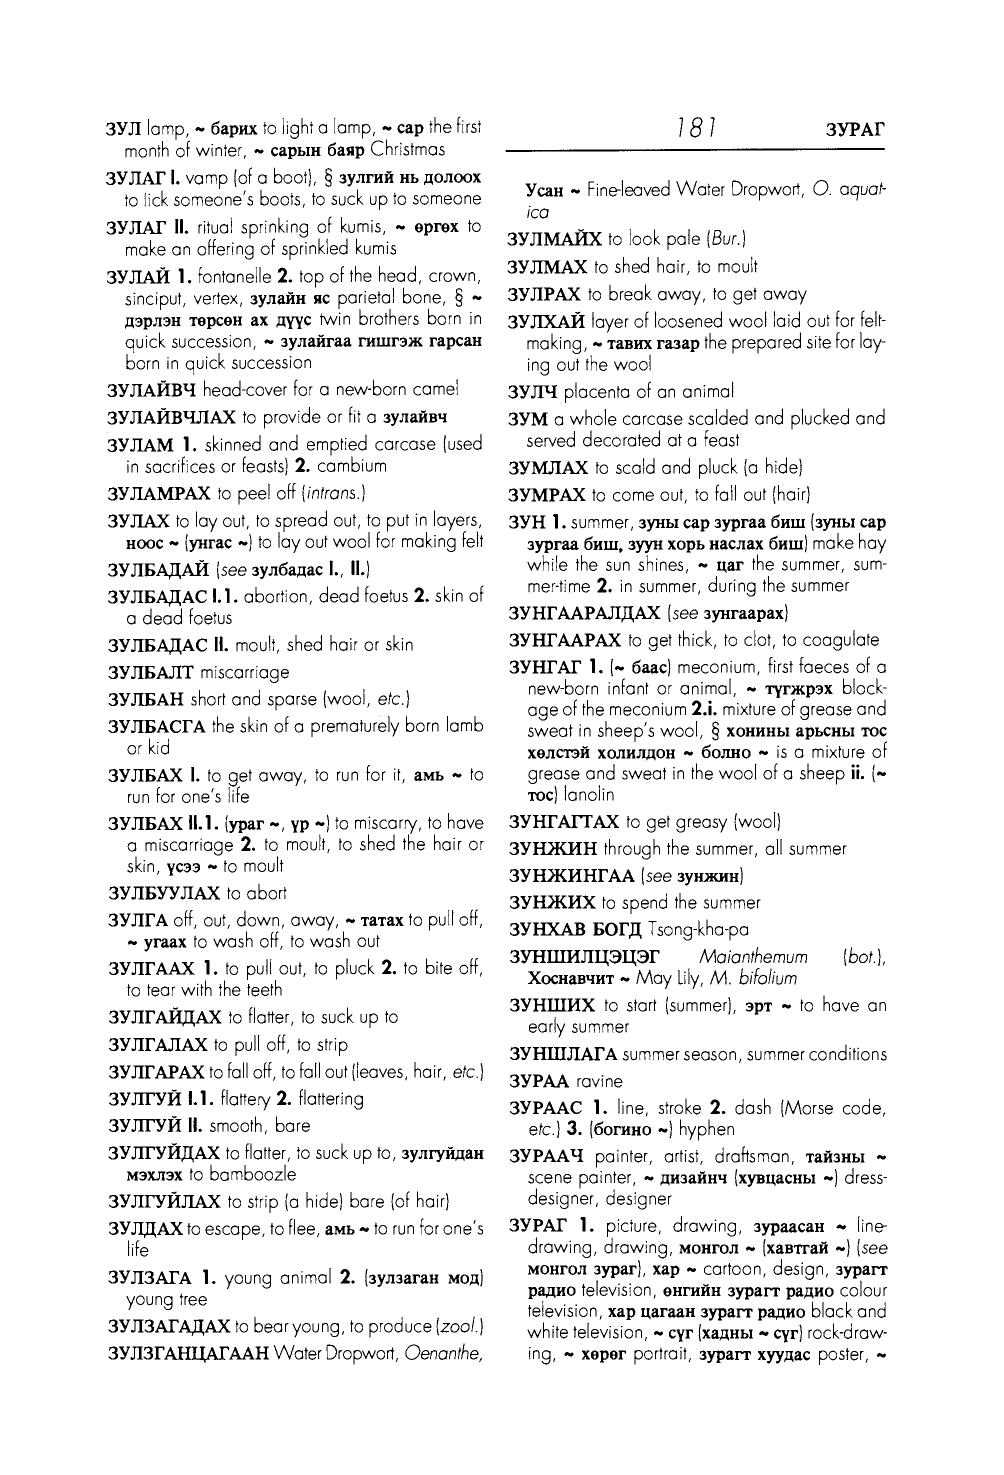 ЗУЛ lamp, ~ барих to light a lamp, ~ сар the first
month of winter, ~ сарын баяр Christmas
ЗУЛАГ I. vamp (of a boot), § зулгий нь долоох
to lick someone's boots, to suck up to someone
ЗУЛАГ II. ritual sprinking of kumis, ~ өргөх to
make an offering of sprinkled kumis
ЗУЛАЙ 1. fontanelle 2. top of the head, crown,
sinciput, vertex, зулайн яс parietal bone, § ~
дэрлэн төрсөн ах дүүс twin brothers born in
quick succession, ~ зулайгаа гишгэж гарсан
born in quick succession
ЗУЛАЙВЧ head-cover for a new-born camel
ЗУЛАЙВЧЛАХ to provide or fit a зулайвч
ЗУЛАМ 1. skinned and emptied carcase (used
in sacrifices or feasts) 2. cambium
ЗУЛАМРАХ to peel off (intrans.)
ЗУЛАХ to lay out, to spread out, to put in layers,
ноос ~ (унгас ~) to lay out wool for making felt
ЗУЛБАДАЙ (see зулбадас I., II.)
ЗУЛБАДАС I.1. abortion, dead foetus 2. skin of
a dead foetus
ЗУЛБАДАС II. moult, shed hair or skin
ЗУЛБАЛТ miscarriage
ЗУЛБАН short and sparse (wool, etc.)
ЗУЛБАСГА the skin of a prematurely born lamb
or kid
ЗУЛБАХ I. to get away, to run for it, амь ~ to
run for one's life
ЗУЛБАХ II.1. (ураг ~, үр ~) to miscarry, to have
a miscarriage 2. to moult, to shed the hair or
skin, үсээ ~ to moult
ЗУЛБУУЛАХ to abort
ЗУЛГА off, out, down, away, ~ татах to pull off,
~ угаах to wash off, to wash out
ЗУЛГААХ 1. to pull out, to pluck 2. to bite off,
to tear with the teeth
ЗУЛГАЙДАХ to flatter, to suck up to
ЗУЛГАЛАХ to pull off, to strip
ЗУЛГАРАХ to fall off, to fall out (leaves, hair, etc.)
ЗУЛГУЙ I.1. flattery 2. flattering
ЗУЛГУЙ II. smooth, bare
ЗУЛГУЙДАХ to flatter, to suck up to, зулгуйдан
мэхлэх to bamboozle
ЗУЛГУЙЛАХ to strip (a hide) bare (of hair)
ЗУЛДАХ to escape, to flee, амь ~ to run for one's
life
ЗУЛЗАГА 1. young animal 2. (зулзаган мод)
young tree
ЗУЛЗАГАДАХ to bear young, to produce (zool.)
ЗУЛЗГАНЦАГААН Water Dropwort, Oenanthe,
181 ЗУРАГ
Усан ~ Fine-leaved Water Dropwort, O. aquat-
ica
ЗУЛМАЙХ to look pale (Bur.)
ЗУЛМАХ to shed hair, to moult
ЗУЛРАХ to break away, to get away
ЗУЛХАЙ layer of loosened wool laid out for felt-
making, ~ тавих газар the prepared site for lay-
ing out the wool
ЗУЛЧ placenta of an animal
ЗУМ a whole carcase scalded and plucked and
served decorated at a feast
ЗУМЛАХ to scald and pluck (a hide)
ЗУМРАХ to come out, to fall out (hair)
ЗУН 1. summer, зуны сар зургаа биш (зуны сар
зургаа биш, зуун хорь наслах биш) make hay
while the sun shines, ~ цаг the summer, sum-
mer-time 2. in summer, during the summer
ЗУНГААРАЛДАХ (see зунгаарах)
ЗУНГААРАХ to get thick, to clot, to coagulate
ЗУНГАГ 1. (~ баас) meconium, first faeces of a
new-born infant or animal, ~ түгжрэх block-
age of the meconium 2.i. mixture of grease and
sweat in sheep's wool, § хонины арьсны тос
хөлстэй холилдон ~ болно ~ is a mixture of
grease and sweat in the wool of a sheep ii. (~
тос) lanolin
ЗУНГАГТАХ to get greasy (wool)
ЗУНЖИН through the summer, all summer
ЗУНЖИНГАА (see зунжин)
ЗУНЖИХ to spend the summer
ЗУНХАВ БОГД Tsong-kha-pa
ЗУНШИЛЦЭЦЭГ Maianthemum (bot.),
Хоснавчит ~ May Lily, M. bifolium
ЗУНШИХ to start (summer), эрт ~ to have an
early summer
ЗУНШЛАГА summer season, summer conditions
ЗУРАА ravine
ЗУРААС 1. line, stroke 2. dash (Morse code,
etc.) 3. (богино ~) hyphen
ЗУРААЧ painter, artist, draftsman, тайзны ~
scene painter, ~ дизайнч (хувцасны ~) dress-
designer, designer
ЗУРАГ 1. picture, drawing, зураасан ~ line-
drawing, drawing, монгол ~ (хавтгай ~) (see
монгол зураг), хар ~ cartoon, design, зурагт
радио television, өнгийн зурагт радио colour
television, хар цагаан зурагт радио black and
white television, ~ сүг (хадны ~ сүг) rock-draw-
ing, ~ хөрөг portrait, зурагт хуудас poster, ~